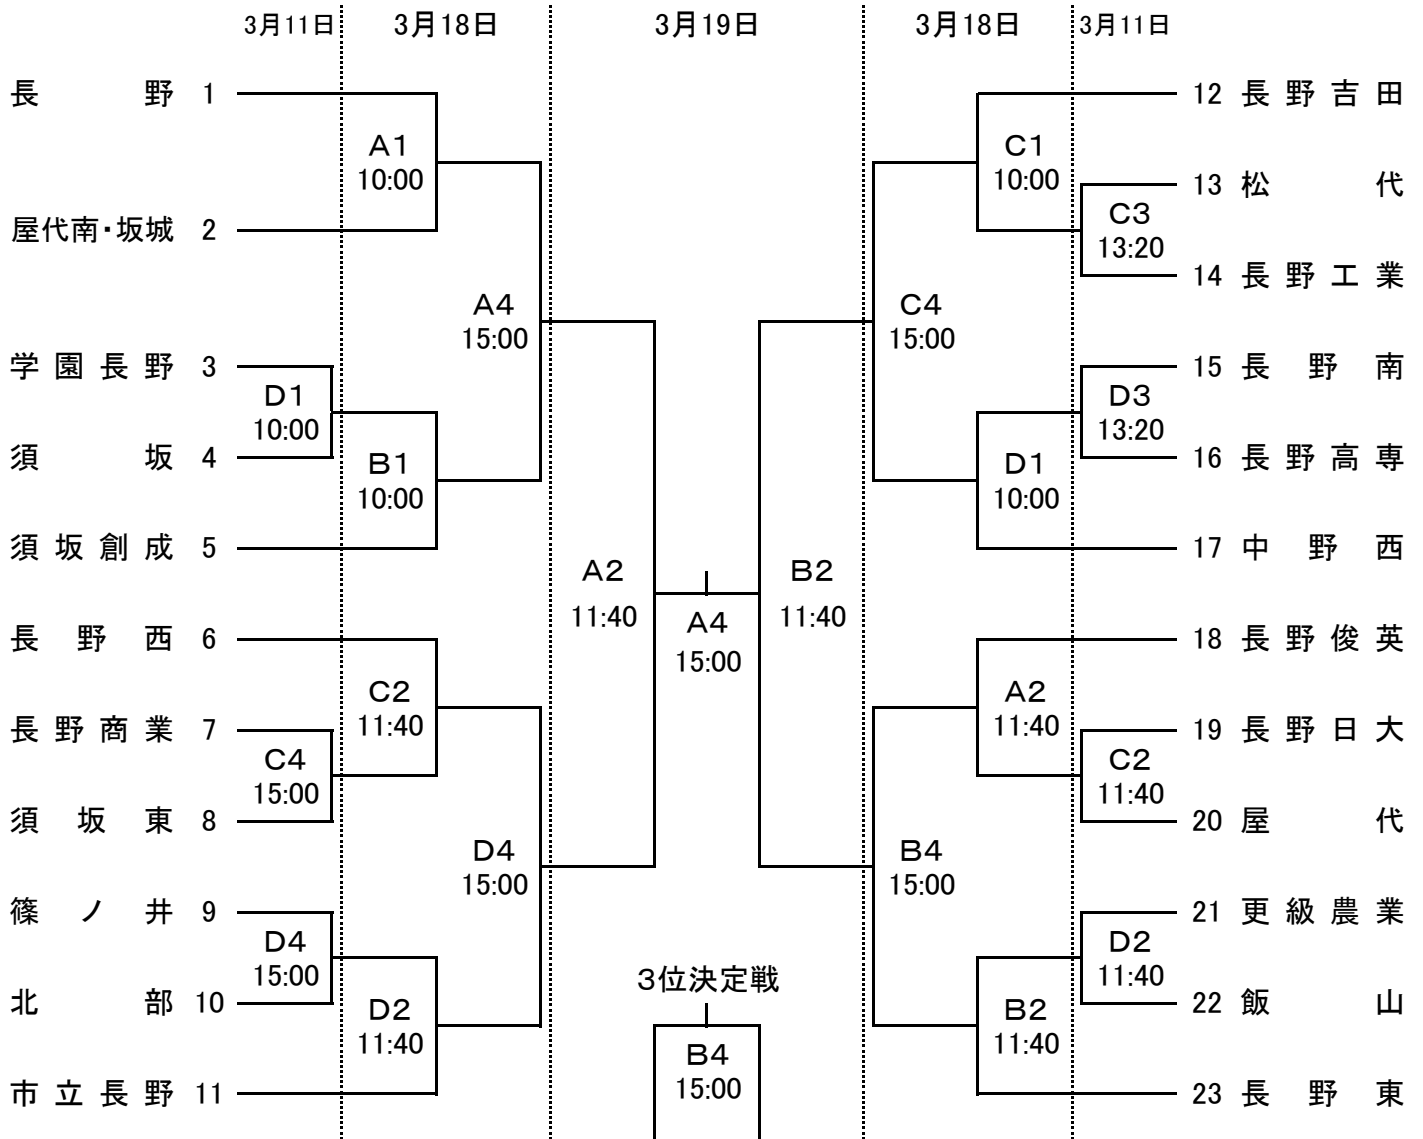 3月11日 3月18日 3月19日 3月18日 3月11日
長野 1
12 長野吉田
A1
10:00
C1
10:00
13 松代
屋代南・坂城 2
C3
13:20
14 長野工業
A4
15:00
C4
15:00
学園長野 3
15 長野南
D1
10:00
D3
13:20
須坂 4
16 長野高専
B1
10:00
D1
10:00
須坂創成 5
17 中野西
A2
11:40
B2
11:40
A4
15:00
長野西 6
18 長野俊英
C2
11:40
A2
11:40
長野商業 7
19 長野日大
C4
15:00
C2
11:40
須坂東 8
20 屋代
D4
15:00
B4
15:00
篠ノ井 9
21 更級農業
D4
15:00
D2
11:40
3位決定戦
北部 10
22 飯山
D2
11:40
B2
11:40
B4
15:00
市立長野 11
23 長野東